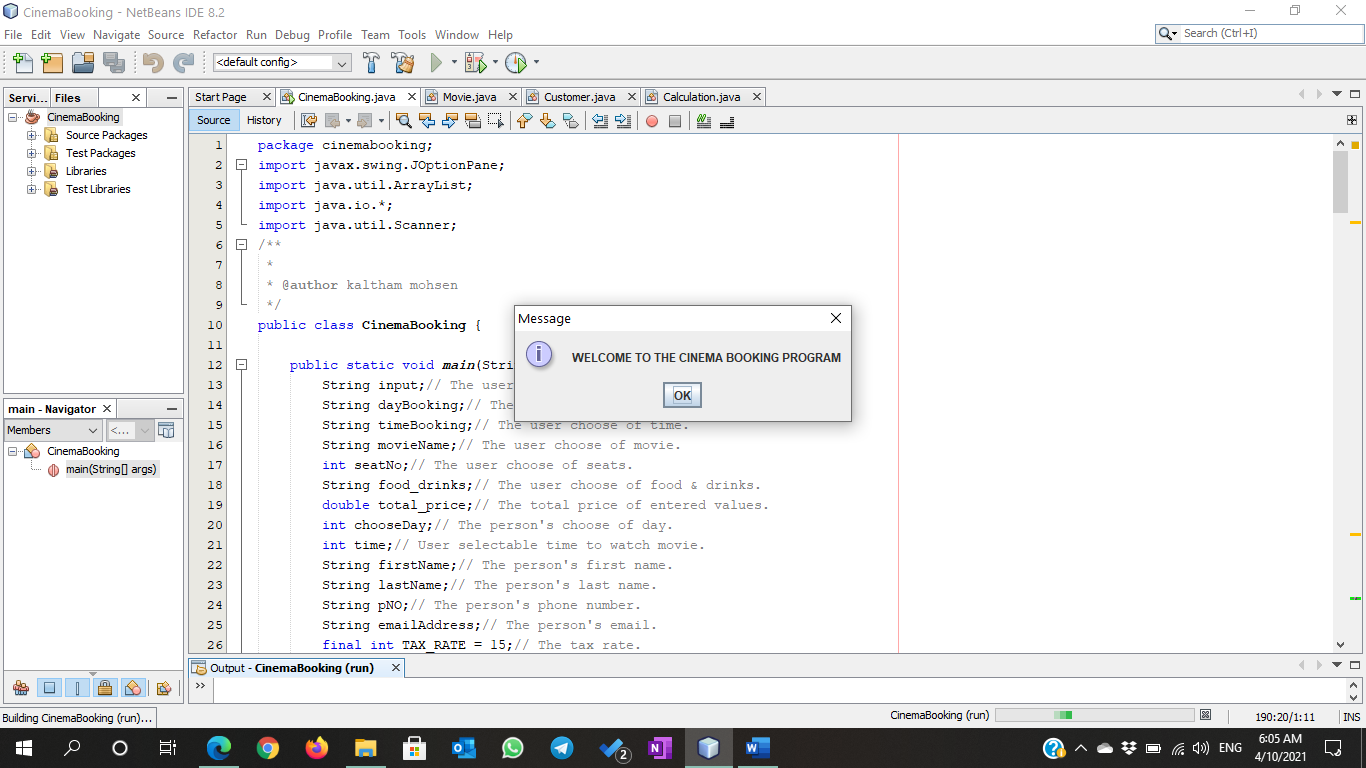 CinemaBooking - NetBeans IDE 8.2
File Edit View Navigate Source Refactor Run Debug Profile Team Tools Window Help
Search (Ctrl+I)
<default config>
Servi... Files
Start Page CinemaBooking.java Movie.java Customer.java Calculation.java
CinemaBooking
Source Packages
Test Packages
Libraries
Test Libraries
Source History
1 package cinemabooking;
2 import javax.swing.JOptionPane;
3 import java.util.ArrayList;
4 import java.io.*;
5 import java.util.Scanner;
6 /**
7 *
8 * @author kaltham mohsen
9 */
10 public class CinemaBooking {
11
12 public static void main(Stri
13 String input;// The user
14 String dayBooking;// The
15 String timeBooking;// The user choose of time.
16 String movieName;// The user choose of movie.
17 int seatNo;// The user choose of seats.
18 String food_drinks;// The user choose of food & drinks.
19 double total_price;// The total price of entered values.
20 int chooseDay;// The person's choose of day.
21 int time;// User selectable time to watch movie.
22 String firstName;// The person's first name.
23 String lastName;// The person's last name.
24 String pNO;// The person's phone number.
25 String emailAddress;// The person's email.
26 final int TAX_RATE = 15;// The tax rate.
Message
WELCOME TO THE CINEMA BOOKING PROGRAM
OK
main - Navigator
Members <...
CinemaBooking
main(String[] args)
Output - CinemaBooking (run)
Building CinemaBooking (run)...
CinemaBooking (run)
190:20/1:11 INS
2
ENG
6:05 AM
4/10/2021